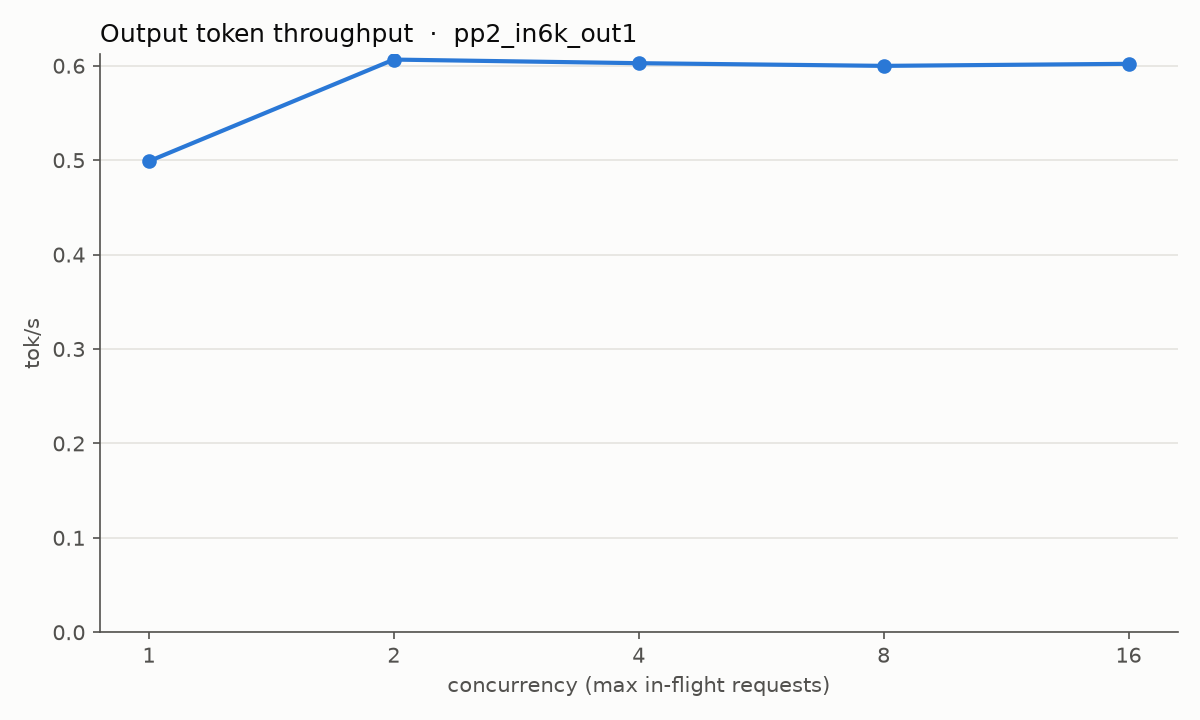 Output token throughput · pp2_in6k_out1
0.6
0.5
0.4
0.3
0.2
0.1
0.0
tok/s
1 2 4 8 16
concurrency (max in-flight requests)